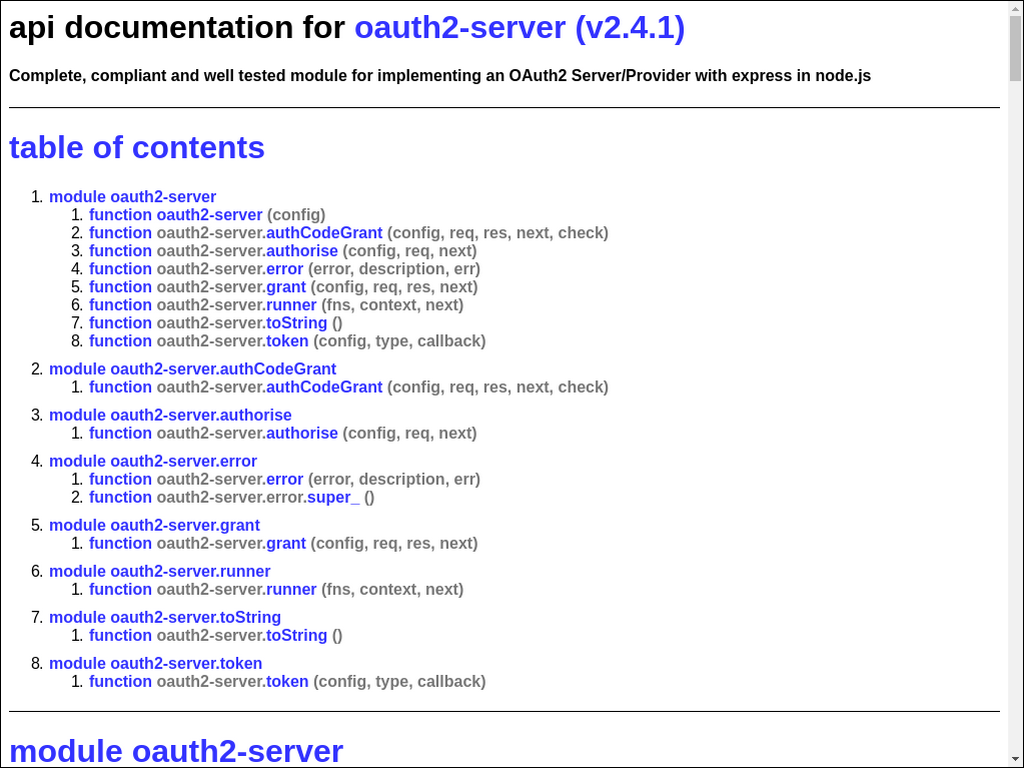 api documentation for oauth2-server (v2.4.1)
Complete, compliant and well tested module for implementing an OAuth2 Server/Provider with express in node.js
table of contents
1. module oauth2-server
1. function oauth2-server (config)
2. function oauth2-server.authCodeGrant (config, req, res, next, check)
3. function oauth2-server.authorise (config, req, next)
4. function oauth2-server.error (error, description, err)
5. function oauth2-server.grant (config, req, res, next)
6. function oauth2-server.runner (fns, context, next)
7. function oauth2-server.toString ()
8. function oauth2-server.token (config, type, callback)
2. module oauth2-server.authCodeGrant
1. function oauth2-server.authCodeGrant (config, req, res, next, check)
3. module oauth2-server.authorise
1. function oauth2-server.authorise (config, req, next)
4. module oauth2-server.error
1. function oauth2-server.error (error, description, err)
2. function oauth2-server.error.super_ ()
5. module oauth2-server.grant
1. function oauth2-server.grant (config, req, res, next)
6. module oauth2-server.runner
1. function oauth2-server.runner (fns, context, next)
7. module oauth2-server.toString
1. function oauth2-server.toString ()
8. module oauth2-server.token
1. function oauth2-server.token (config, type, callback)
module oauth2-server